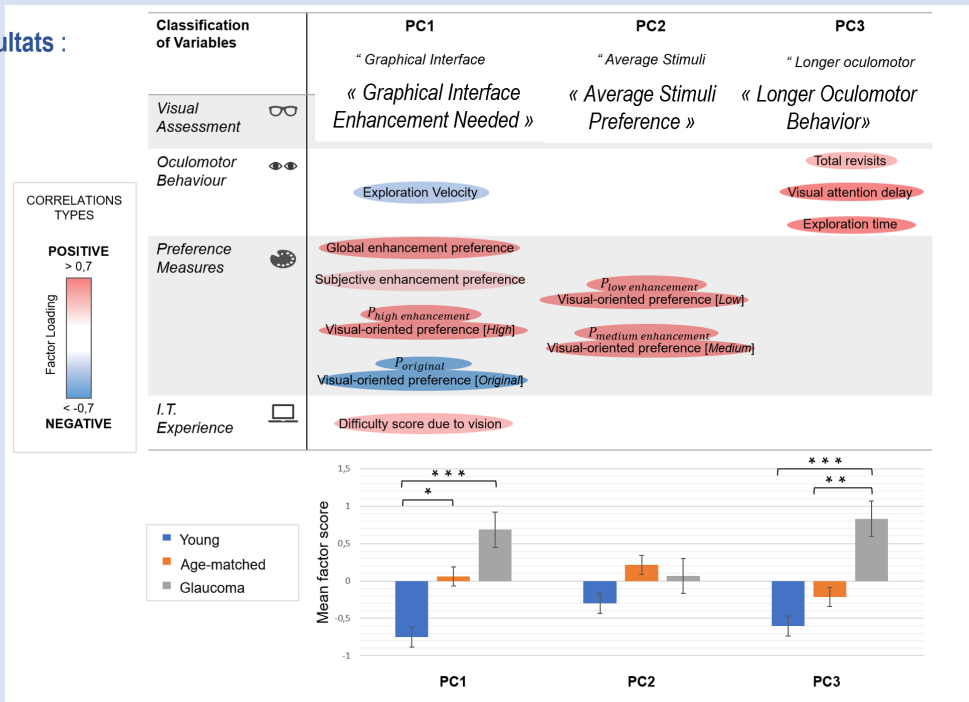 ultats :
Classification
of Variables
PC1
PC2
PC3
“ Graphical Interface
“ Average Stimuli
“ Longer oculomotor
« Graphical Interface
Enhancement Needed »
« Average Stimuli
Preference »
« Longer Oculomotor
Behavior»
Visual
Assessment
Oculomotor
Behaviour
Exploration Velocity
Total revisits
Visual attention delay
Exploration time
CORRELATIONS
TYPES
POSITIVE
> 0,7
Factor Loading
< -0,7
NEGATIVE
Preference
Measures
Global enhancement preference
Subjective enhancement preference
P high enhancement
Visual-oriented preference [High]
P original
Visual-oriented preference [Original]
P low enhancement
Visual-oriented preference [Low]
P medium enhancement
Visual-oriented preference [Medium]
I.T.
Experience
Difficulty score due to vision
Young
Age-matched
Glaucoma
Mean factor score
1,5
1
0,5
0
-0,5
-1
* * *
*
* * *
* *
PC1
PC2
PC3